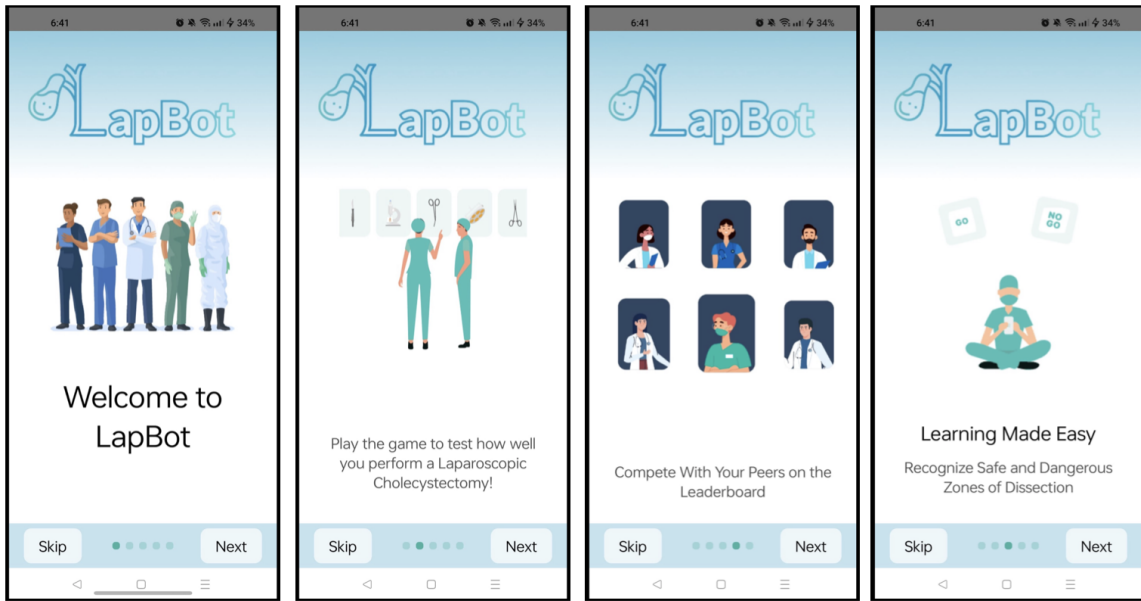 6:41
34%
LapBot
Welcome to
LapBot
Skip
Next
6:41
34%
LapBot
Play the game to test how well
you perform a Laparoscopic
Cholecystectomy!
Skip
Next
6:41
34%
LapBot
Compete With Your Peers on the
Leaderboard
Skip
Next
6:41
34%
LapBot
GO
NO
GO
Learning Made Easy
Recognize Safe and Dangerous
Zones of Dissection
Skip
Next